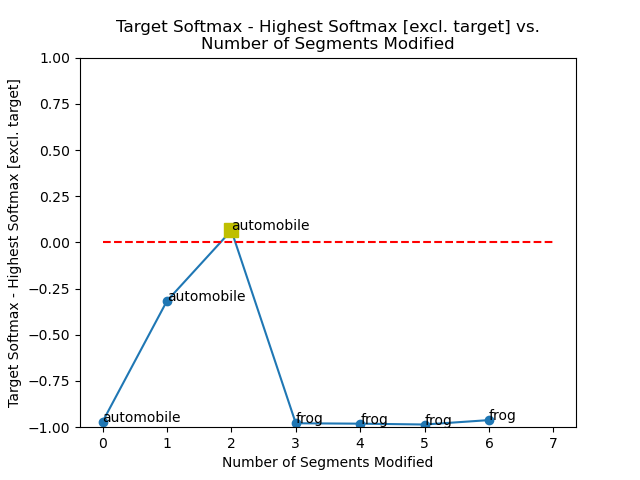 Target Softmax - Highest Softmax [excl. target] vs.
Number of Segments Modified
Target Softmax - Highest Softmax [excl. target]
1.00
0.75
0.50
0.25
0.00
−0.25
−0.50
−0.75
−1.00
automobile
automobile
automobile
frog
frog
frog
frog
0 1 2 3 4 5 6 7
Number of Segments Modified